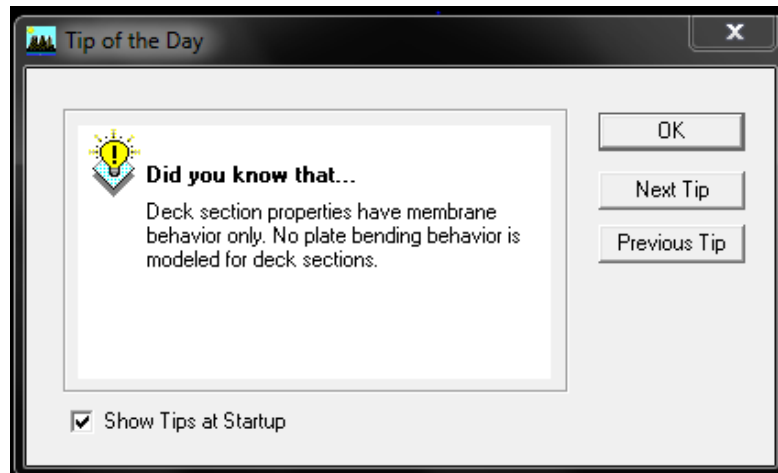 Tip of the Day
x
Did you know that...
Deck section properties have membrane
behavior only. No plate bending behavior is
modeled for deck sections.
OK
Next Tip
Previous Tip
Show Tips at Startup